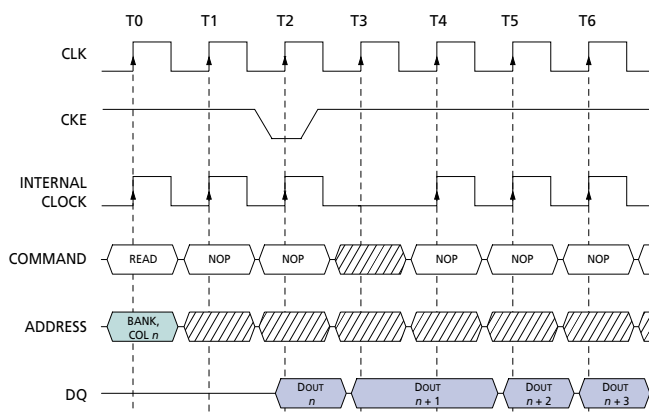 T0 T1 T2 T3 T4 T5 T6
CLK
CKE
INTERNAL
CLOCK
COMMAND READ NOP NOP NOP NOP NOP
ADDRESS BANK,
COL n
DQ DOUT DOUT DOUT DOUT
n n + 1 n + 2 n + 3